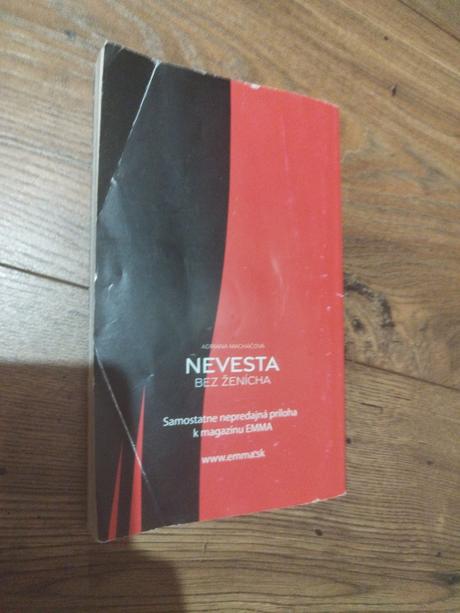 ADRIANA MACHÁČOVÁ
NEVESTA
BEZ ŽENÍCHA
Samostatne nepredajná príloha
k magazínu EMMA
www.emma.sk